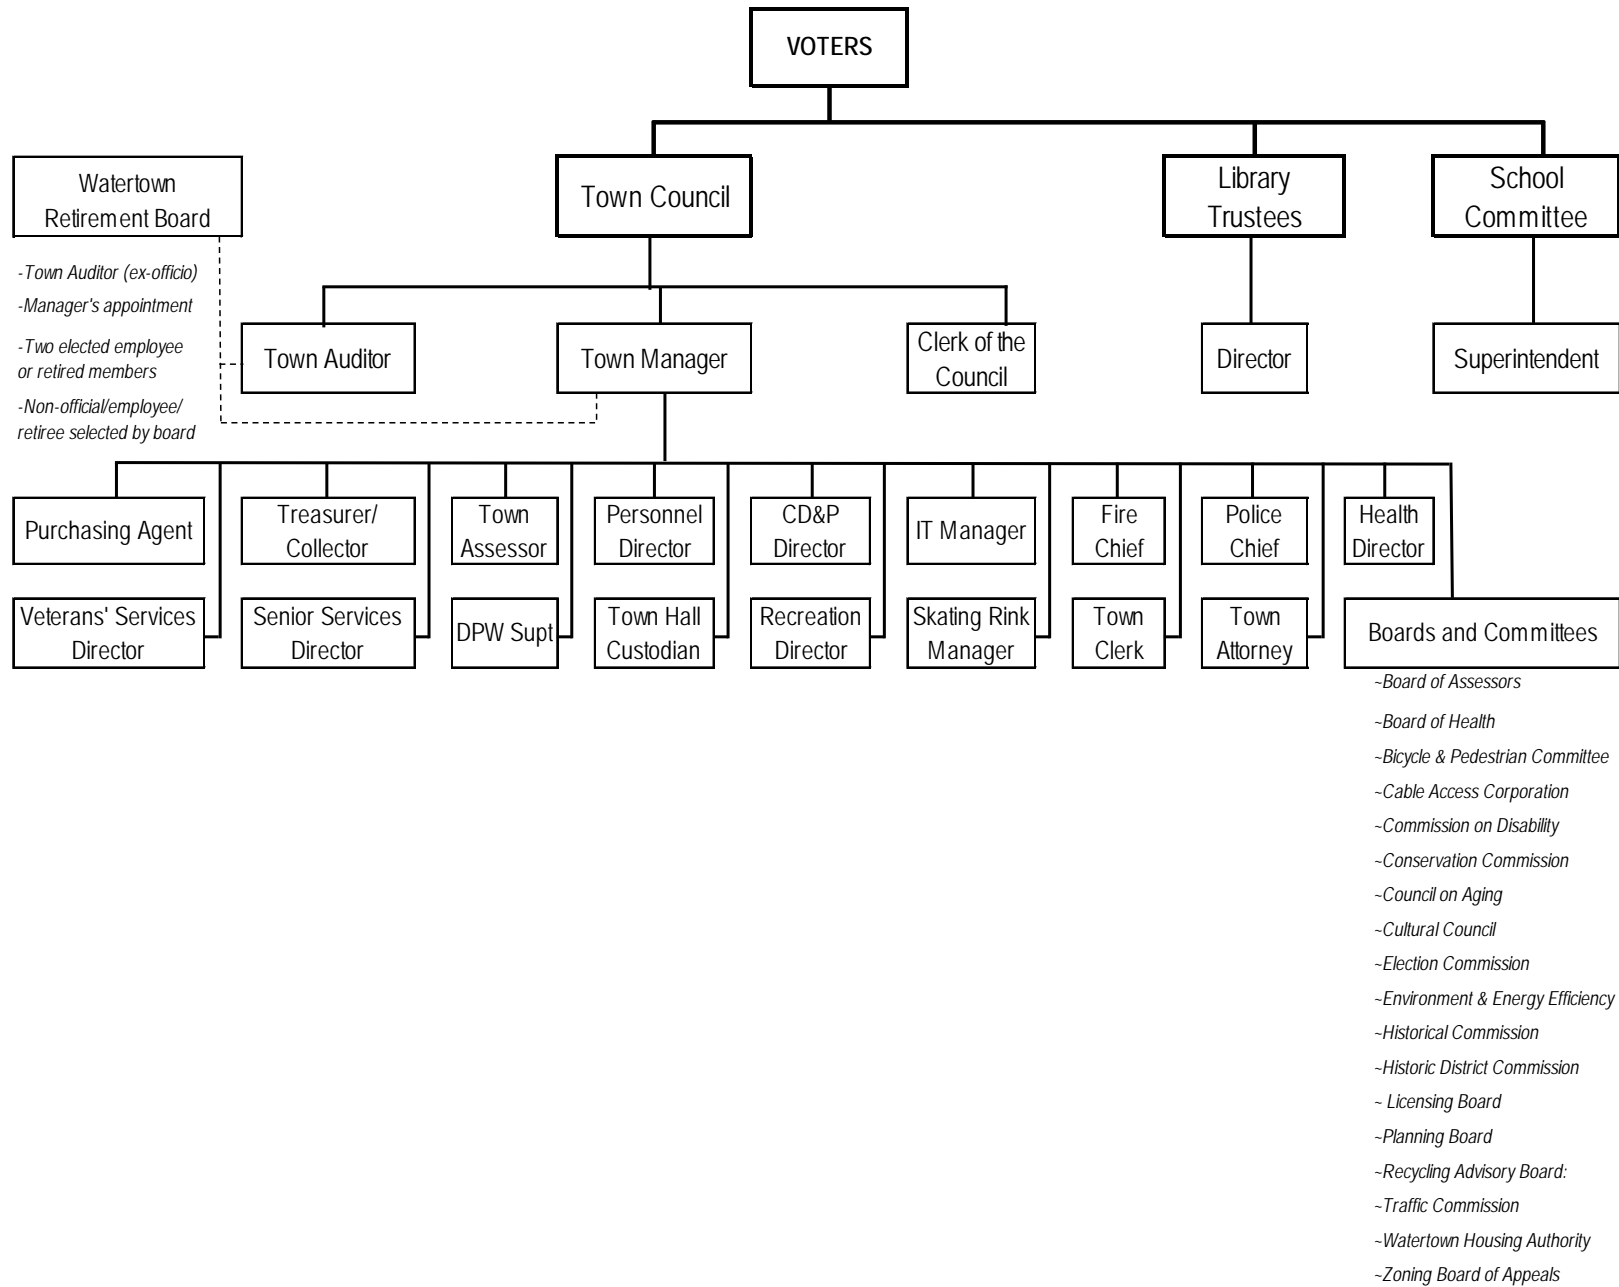 VOTERS
Watertown
Retirement Board
Town Council
Library
Trustees
School
Committee
-Town Auditor (ex-officio)
-Manager's appointment
-Two elected employee
or retired members
-Non-official/employee/
retiree selected by board
Town Auditor
Town Manager
Clerk of the
Council
Director
Superintendent
Purchasing Agent
Treasurer/
Collector
Town
Assessor
Personnel
Director
CD&P
Director
IT Manager
Fire
Chief
Police
Chief
Health
Director
Veterans' Services
Director
Senior Services
Director
DPW Supt
Town Hall
Custodian
Recreation
Director
Skating Rink
Manager
Town
Clerk
Town
Attorney
Boards and Committees
~Board of Assessors
~Board of Health
~Bicycle & Pedestrian Committee
~Cable Access Corporation
~Commission on Disability
~Conservation Commission
~Council on Aging
~Cultural Council
~Election Commission
~Environment & Energy Efficiency
~Historical Commission
~Historic District Commission
~ Licensing Board
~Planning Board
~Recycling Advisory Board:
~Traffic Commission
~Watertown Housing Authority
~Zoning Board of Appeals